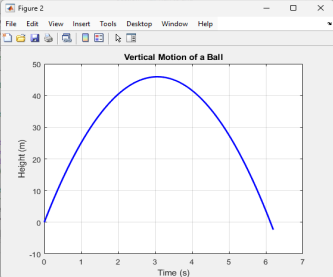 Figure 2
File Edit View Insert Tools Desktop Window Help
Vertical Motion of a Ball
50
40
30
20
10
0
-10
Height (m)
0 1 2 3 4 5 6 7
Time (s)